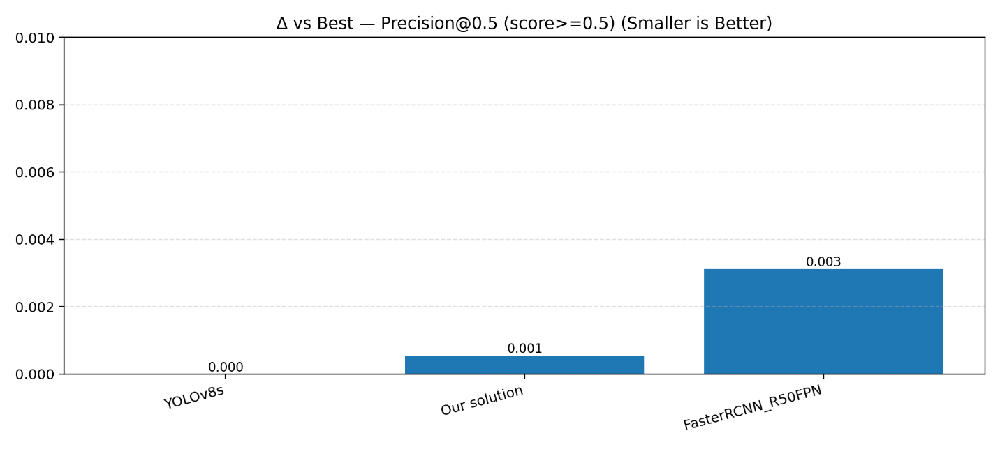 Δ vs Best — Precision@0.5 (score>=0.5) (Smaller is Better)
0.010
0.008
0.006
0.004
0.002
0.000
0.000
0.001
0.003
YOLOv8s
Our solution
FasterRCNN_R50FPN